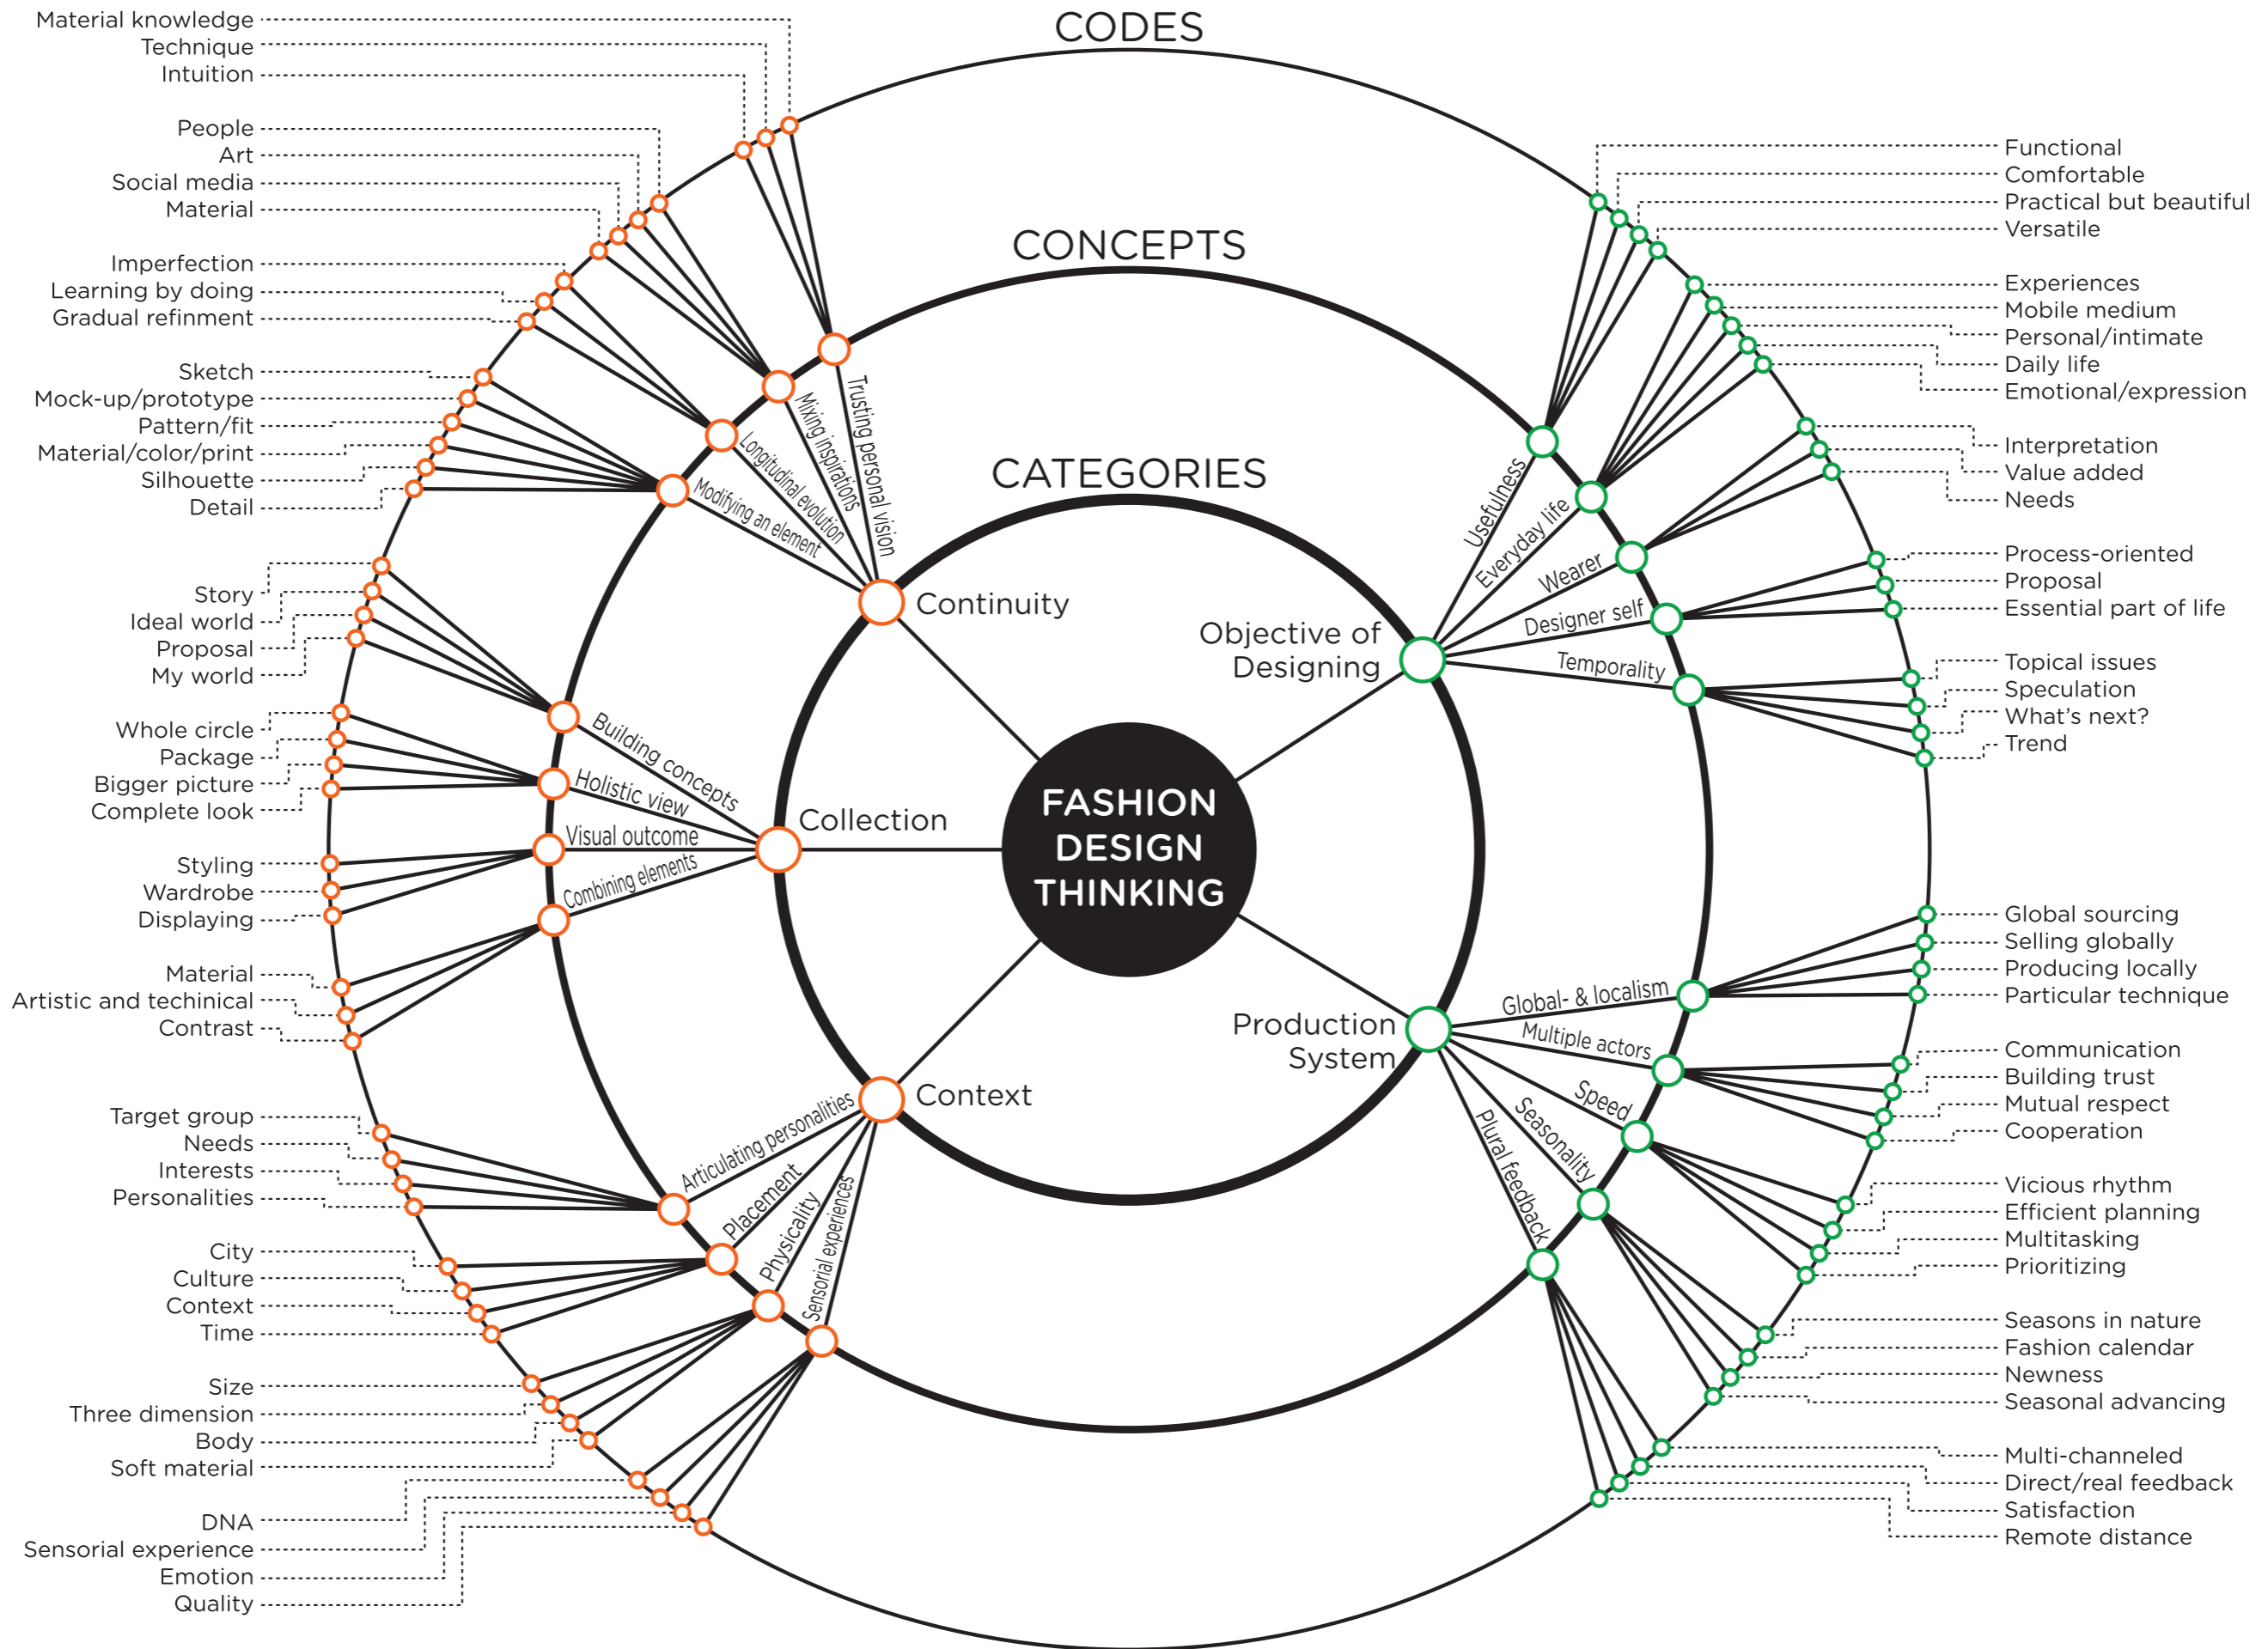 CODES
CONCEPTS
CATEGORIES
FASHION
DESIGN
THINKING
Material knowledge
Technique
Intuition
People
Art
Social media
Material
Imperfection
Learning by doing
Gradual refinment
Sketch
Mock-up/prototype
Pattern/fit
Material/color/print
Silhouette
Detail
Trusting personal vision
Mixing inspirations
Longitudinal evolution
Modifying an element
Continuity
Story
Ideal world
Proposal
My world
Whole circle
Package
Bigger picture
Complete look
Styling
Wardrobe
Displaying
Material
Artistic and techinical
Contrast
Building concepts
Holistic view
Visual outcome
Combining elements
Collection
Target group
Needs
Interests
Personalities
City
Culture
Context
Time
Size
Three dimension
Body
Soft material
DNA
Sensorial experience
Emotion
Quality
Articulating personalities
Placement
Physicality
Sensorial experiences
Context
Objective of
Designing
Usefulness
Everyday life
Wearer
Designer self
Temporality
Functional
Comfortable
Practical but beautiful
Versatile
Experiences
Mobile medium
Personal/intimate
Daily life
Emotional/expression
Interpretation
Value added
Needs
Process-oriented
Proposal
Essential part of life
Topical issues
Speculation
What's next?
Trend
Production
System
Global- & localism
Multiple actors
Speed
Seasonality
Plural feedback
Global sourcing
Selling globally
Producing locally
Particular technique
Communication
Building trust
Mutual respect
Cooperation
Vicious rhythm
Efficient planning
Multitasking
Prioritizing
Seasons in nature
Fashion calendar
Newness
Seasonal advancing
Multi-channeled
Direct/real feedback
Satisfaction
Remote distance